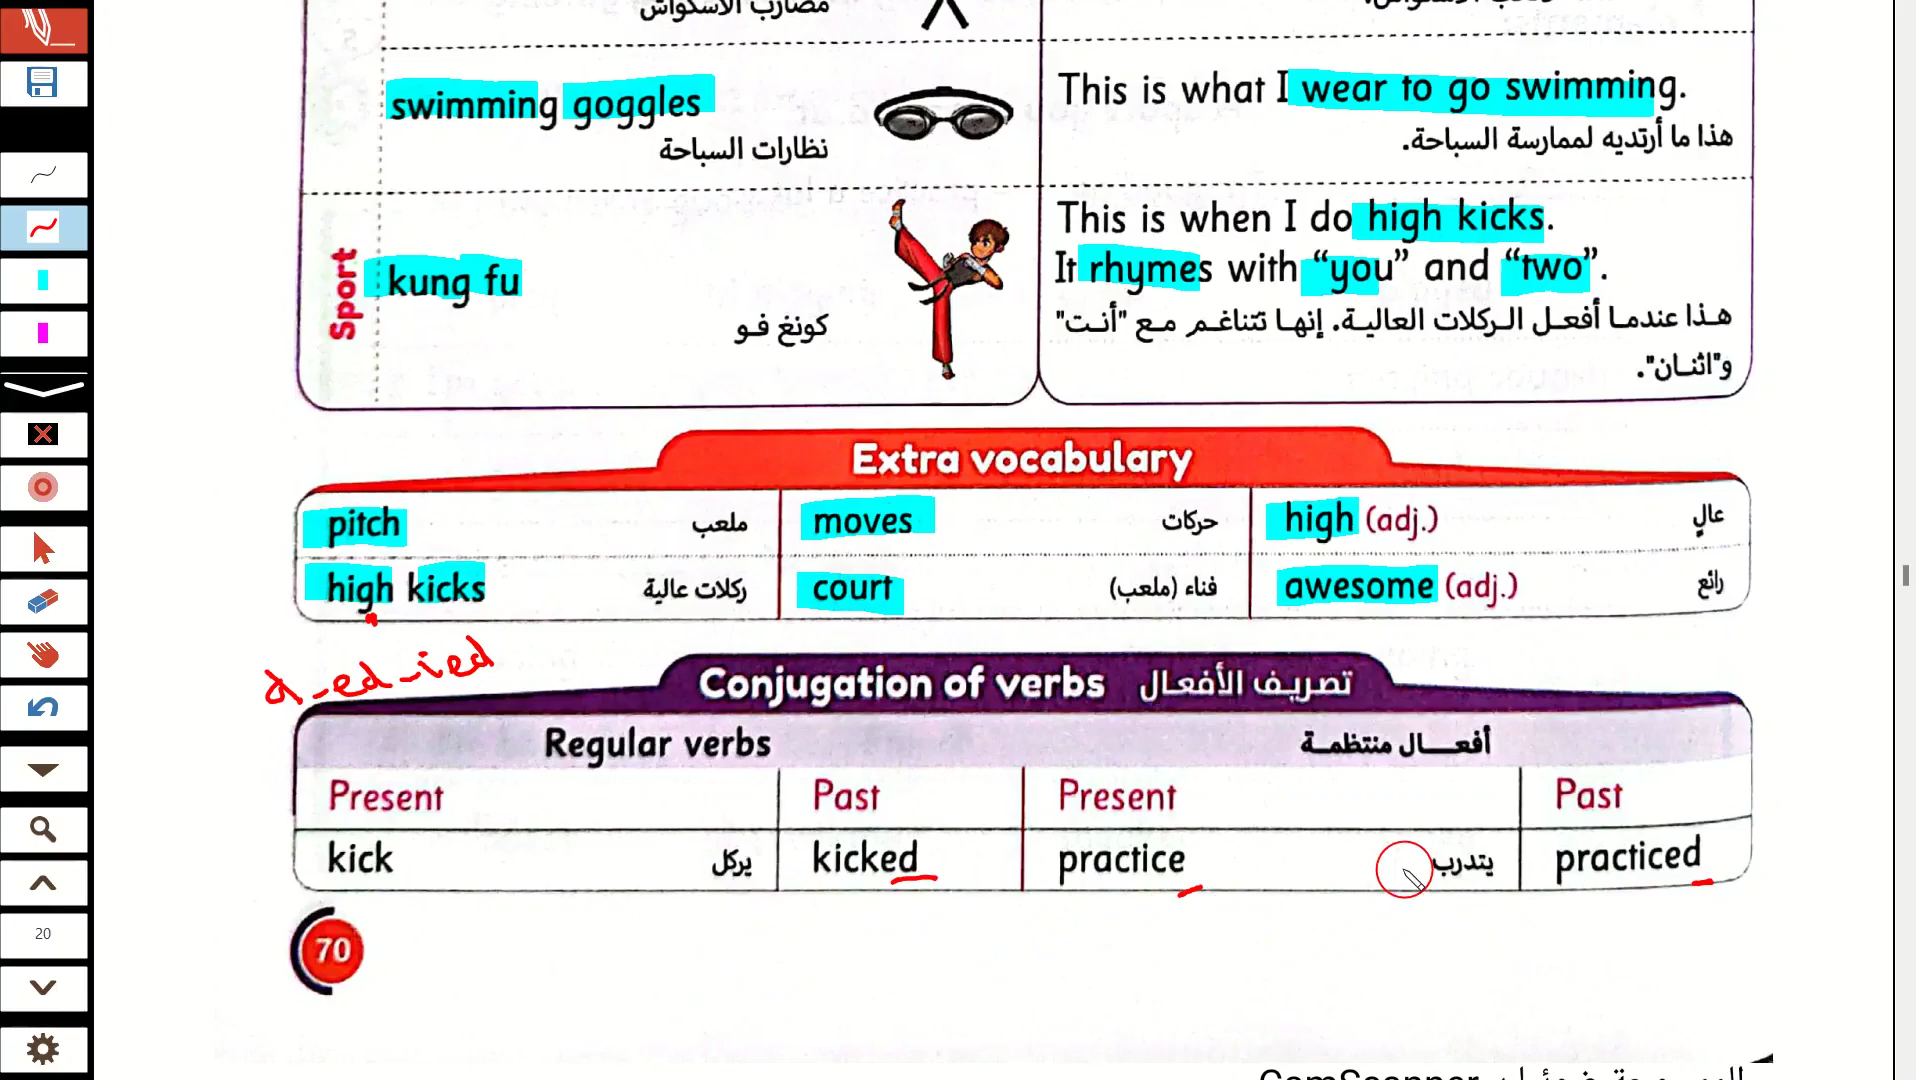 مضارب الاسكواش
swimming goggles
نظارات السباحة
This is what I wear to go swimming.
هذا ما أرتديه لممارسة السباحة.
Sport
kung fu
كونغ فو
This is when I do high kicks.
It rhymes with “you” and “two”.
هذا عندما أفعل الركلات العالية. إنها تتناغم مع "أنت"
و"اثنان".
Extra vocabulary
pitch ملعب moves حركات high (adj.) عالٍ
high kicks ركلات عالية court فناء (ملعب) awesome (adj.) رائع
d-ed-ied
Conjugation of verbs تصريف الأفعال
Regular verbs أفعال منتظمة
Present Past Present Past
kick يركل kicked practice يتدرب practiced
70
20
CamScanner